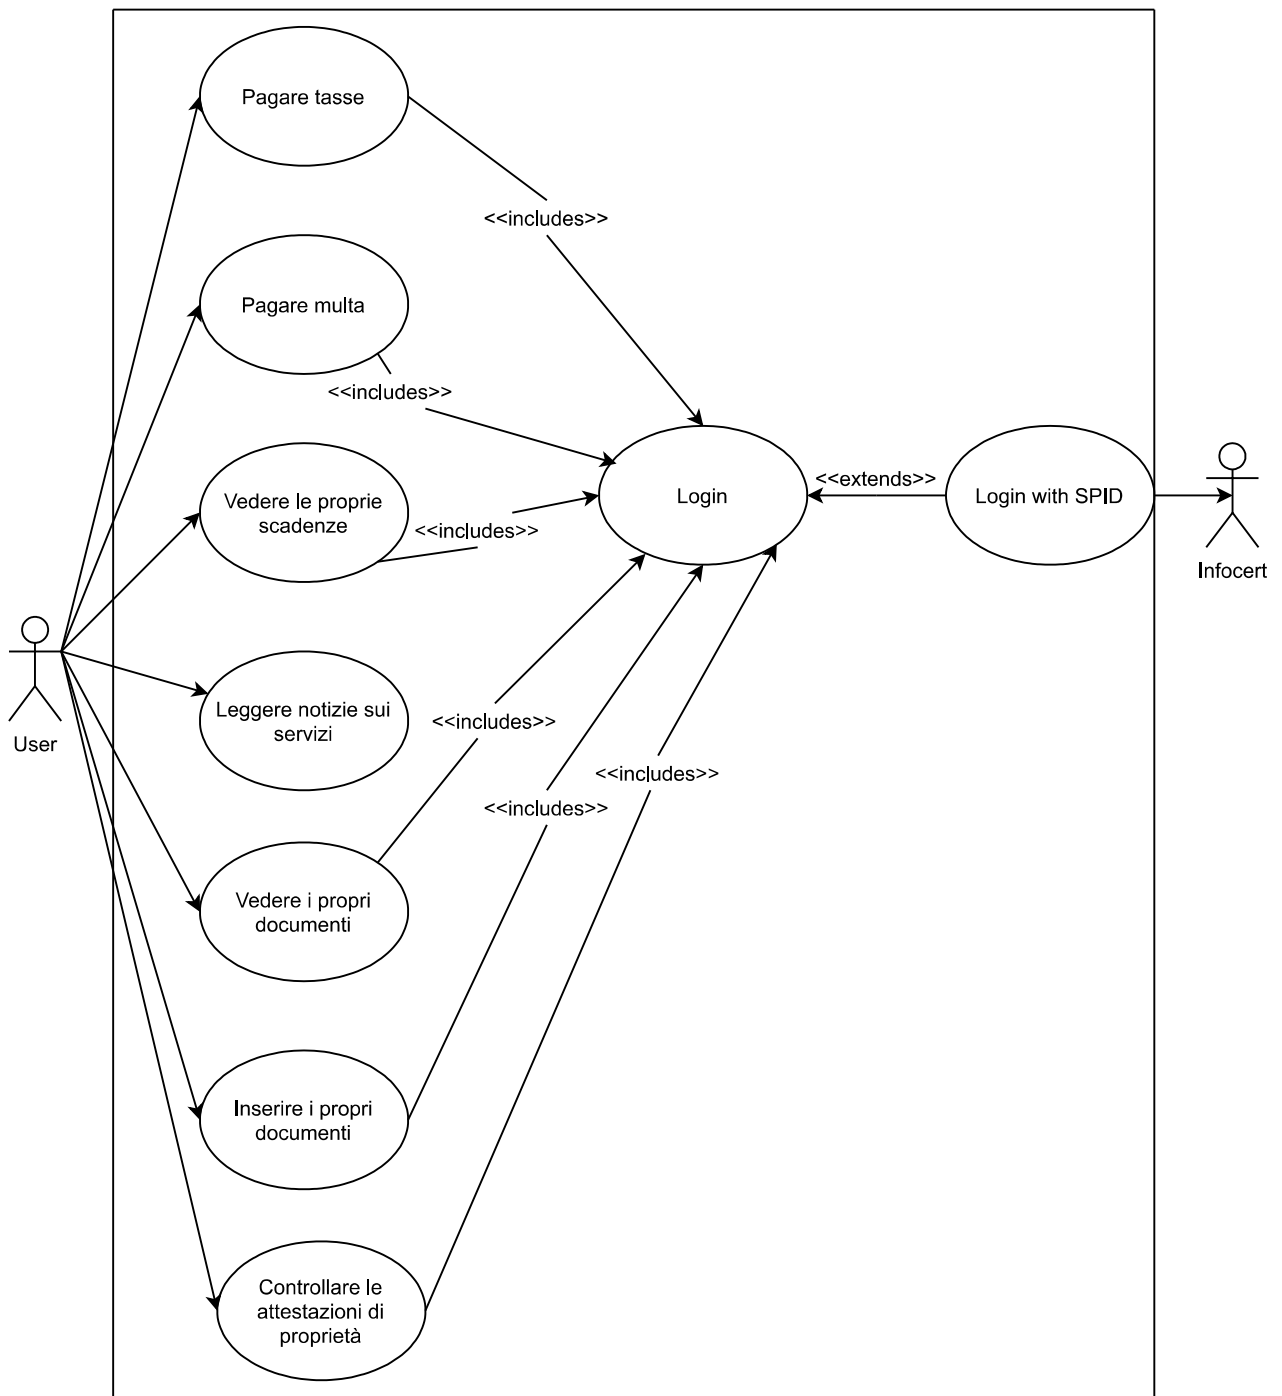 Pagare tasse
<<includes>>
Pagare multa
<<includes>>
Vedere le proprie
scadenze
<<includes>>
Login
<<extends>>
Login with SPID
Infocert
User
Leggere notizie sui
servizi
<<includes>>
<<includes>>
<<includes>>
Vedere i propri
documenti
Inserire i propri
documenti
Controllare le
attestazioni di
proprietà